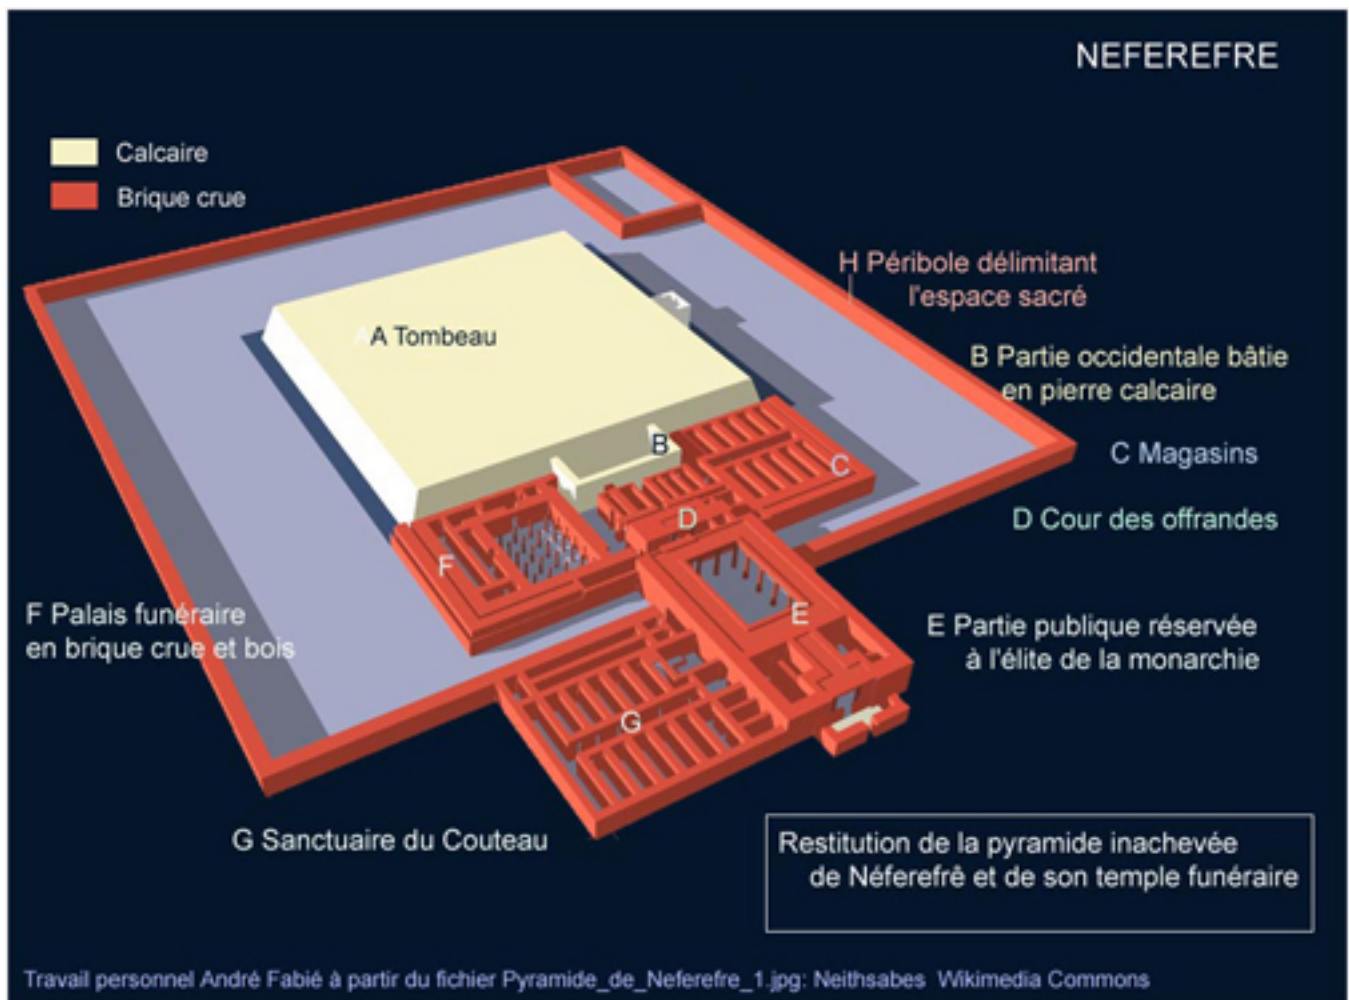 NEFEREFRE
Calcaire
Brique crue
H Péribole délimitant
l'espace sacré
A Tombeau
B Partie occidentale bâtie
en pierre calcaire
B
C Magasins
C
D Cour des offrandes
D
F
F Palais funéraire
en brique crue et bois
E
E Partie publique réservée
à l'élite de la monarchie
G
G Sanctuaire du Couteau
Restitution de la pyramide inachevée
de Néferefrê et de son temple funéraire
Travail personnel André Fabié à partir du fichier Pyramide_de_Neferefre_1.jpg: Neithsabes Wikimedia Commons